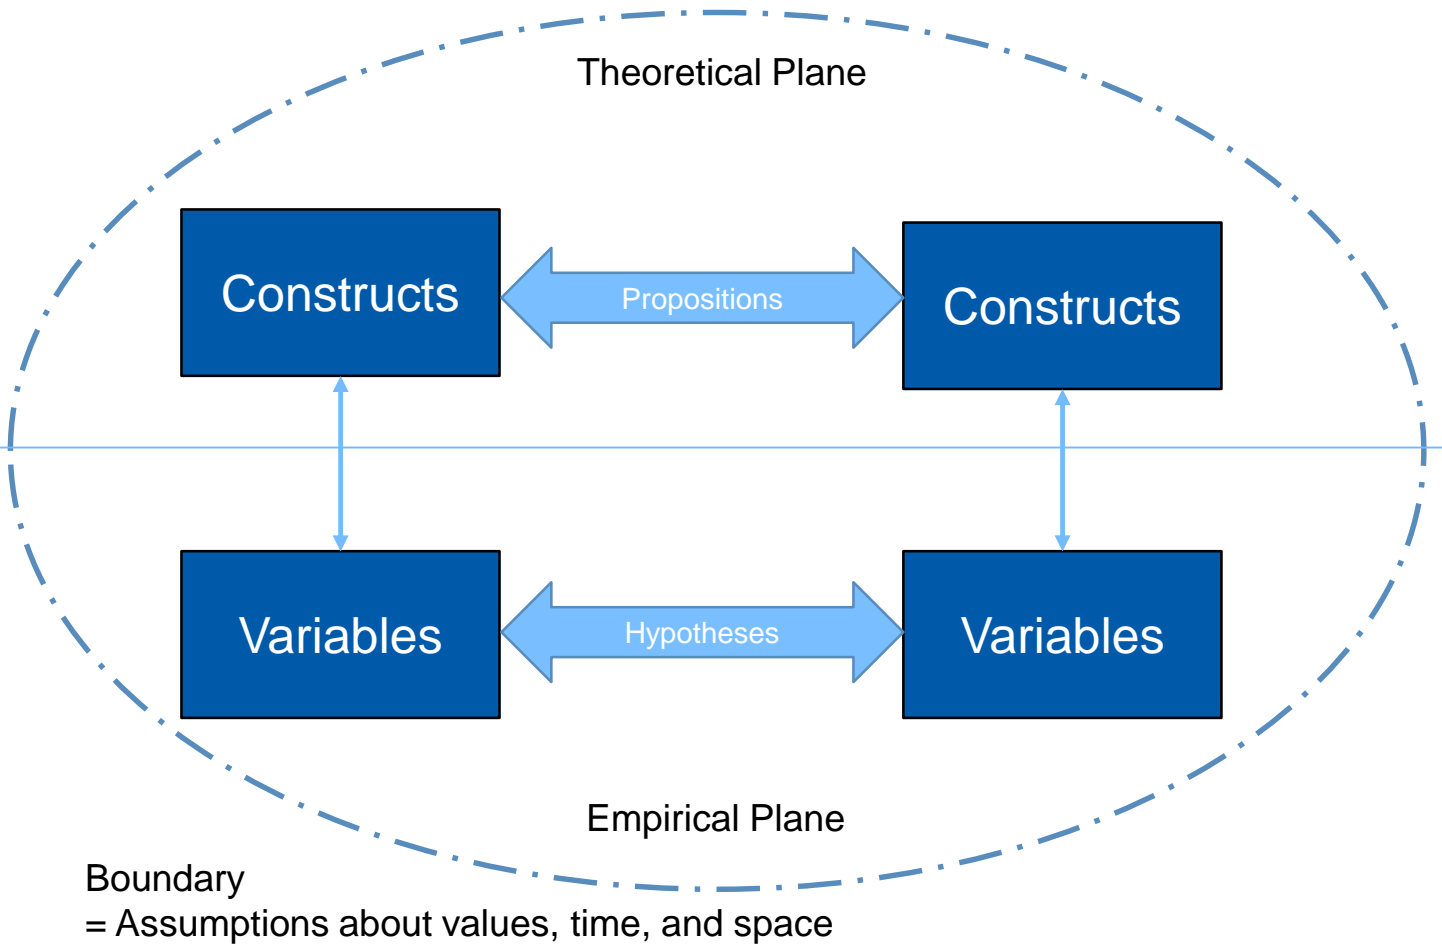 Theoretical Plane
Constructs
Propositions
Constructs
Variables
Hypotheses
Variables
Empirical Plane
Boundary
= Assumptions about values, time, and space